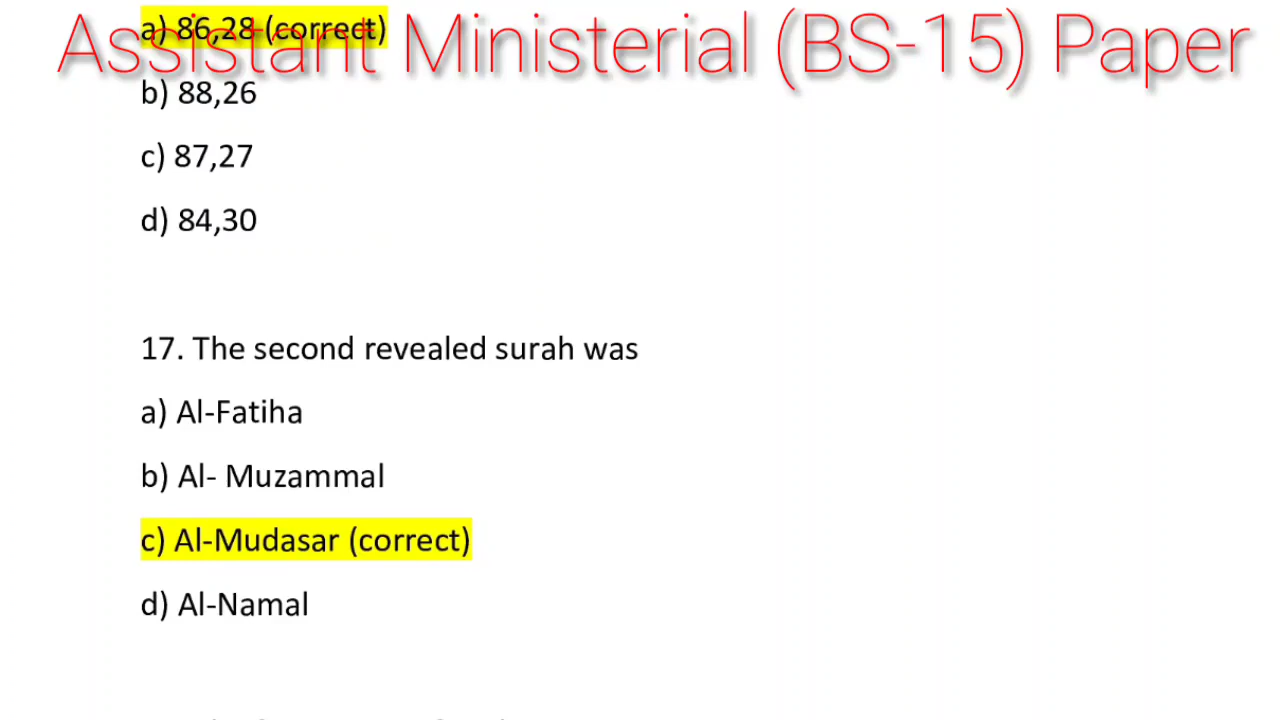 Assistant Ministerial (BS-15) Paper
a) 86,28 (correct)
b) 88,26
c) 87,27
d) 84,30
17. The second revealed surah was
a) Al-Fatiha
b) Al- Muzammal
c) Al-Mudasar (correct)
d) Al-Namal